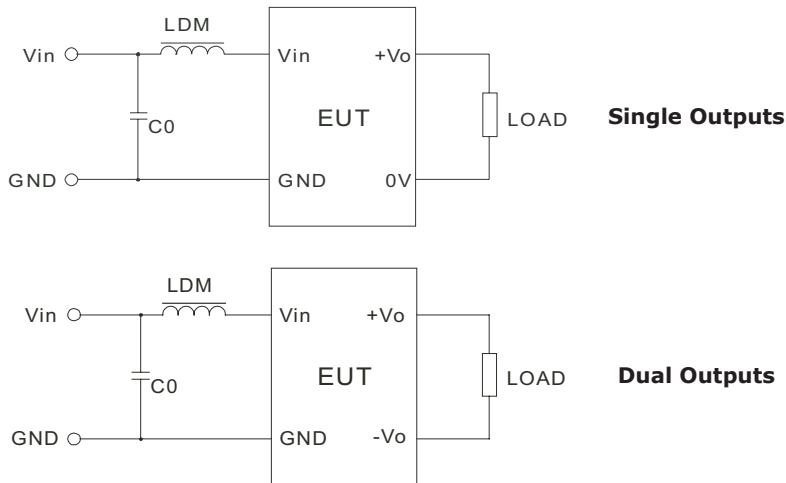 LDM
Vin Vin +Vo
C0 EUT LOAD Single Outputs
GND GND 0V
LDM
Vin Vin +Vo
C0 EUT LOAD Dual Outputs
GND GND -Vo